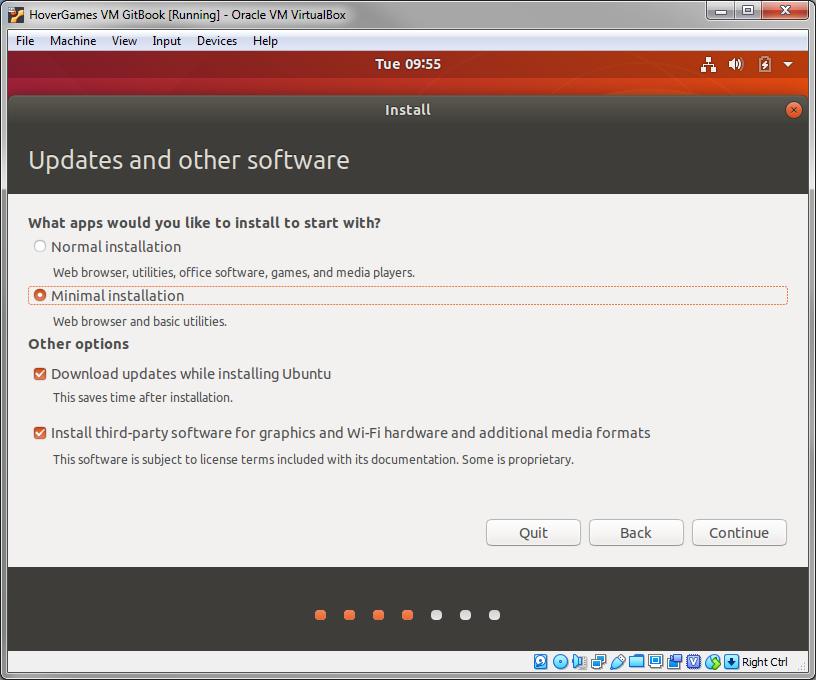 HoverGames VM GitBook [Running] - Oracle VM VirtualBox
File Machine View Input Devices Help
Tue 09:55
Install
Updates and other software
What apps would you like to install to start with?
Normal installation
Web browser, utilities, office software, games, and media players.
Minimal installation
Web browser and basic utilities.
Other options
Download updates while installing Ubuntu
This saves time after installation.
Install third-party software for graphics and Wi-Fi hardware and additional media formats
This software is subject to license terms included with its documentation. Some is proprietary.
Quit Back Continue
Right Ctrl